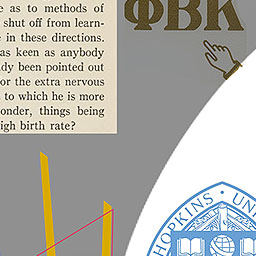 e as to methods of
shut off from learn-
in these directions.
as keen as anybody
dy been pointed out
or the extra nervous
to which he is more
onder, things being
igh birth rate?
ΦΒΚ
HOPKINS · UNI